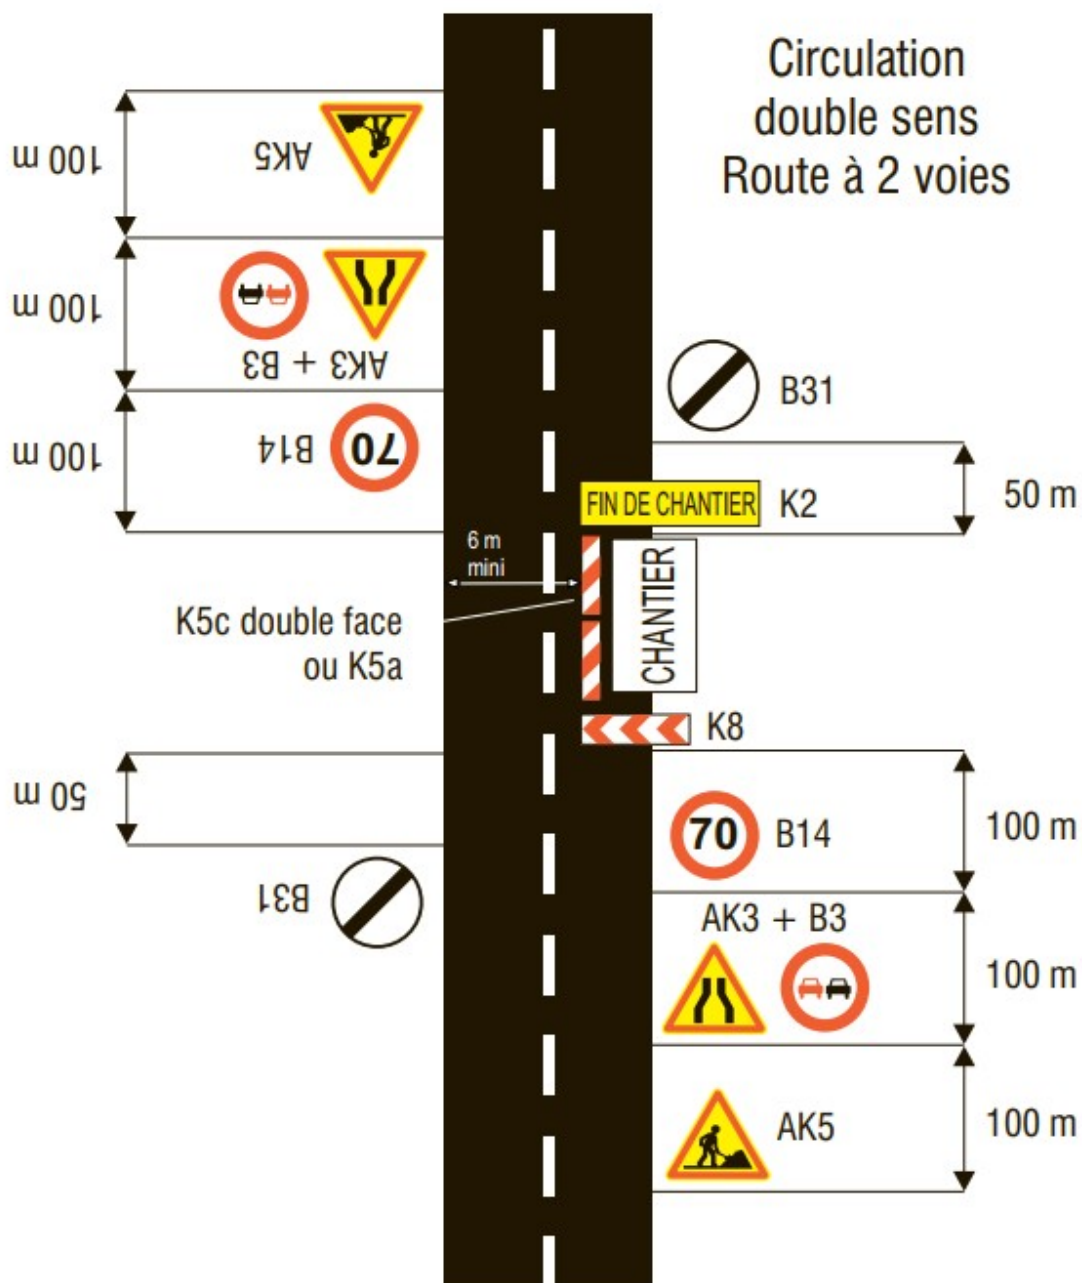 Circulation
double sens
Route à 2 voies
100 m
AK5
100 m
AK3 + B3
100 m
B14
70
B31
FIN DE CHANTIER
K2
50 m
6 m
mini
CHANTIER
K5c double face
ou K5a
K8
50 m
B31
70
B14
100 m
AK3 + B3
100 m
AK5
100 m